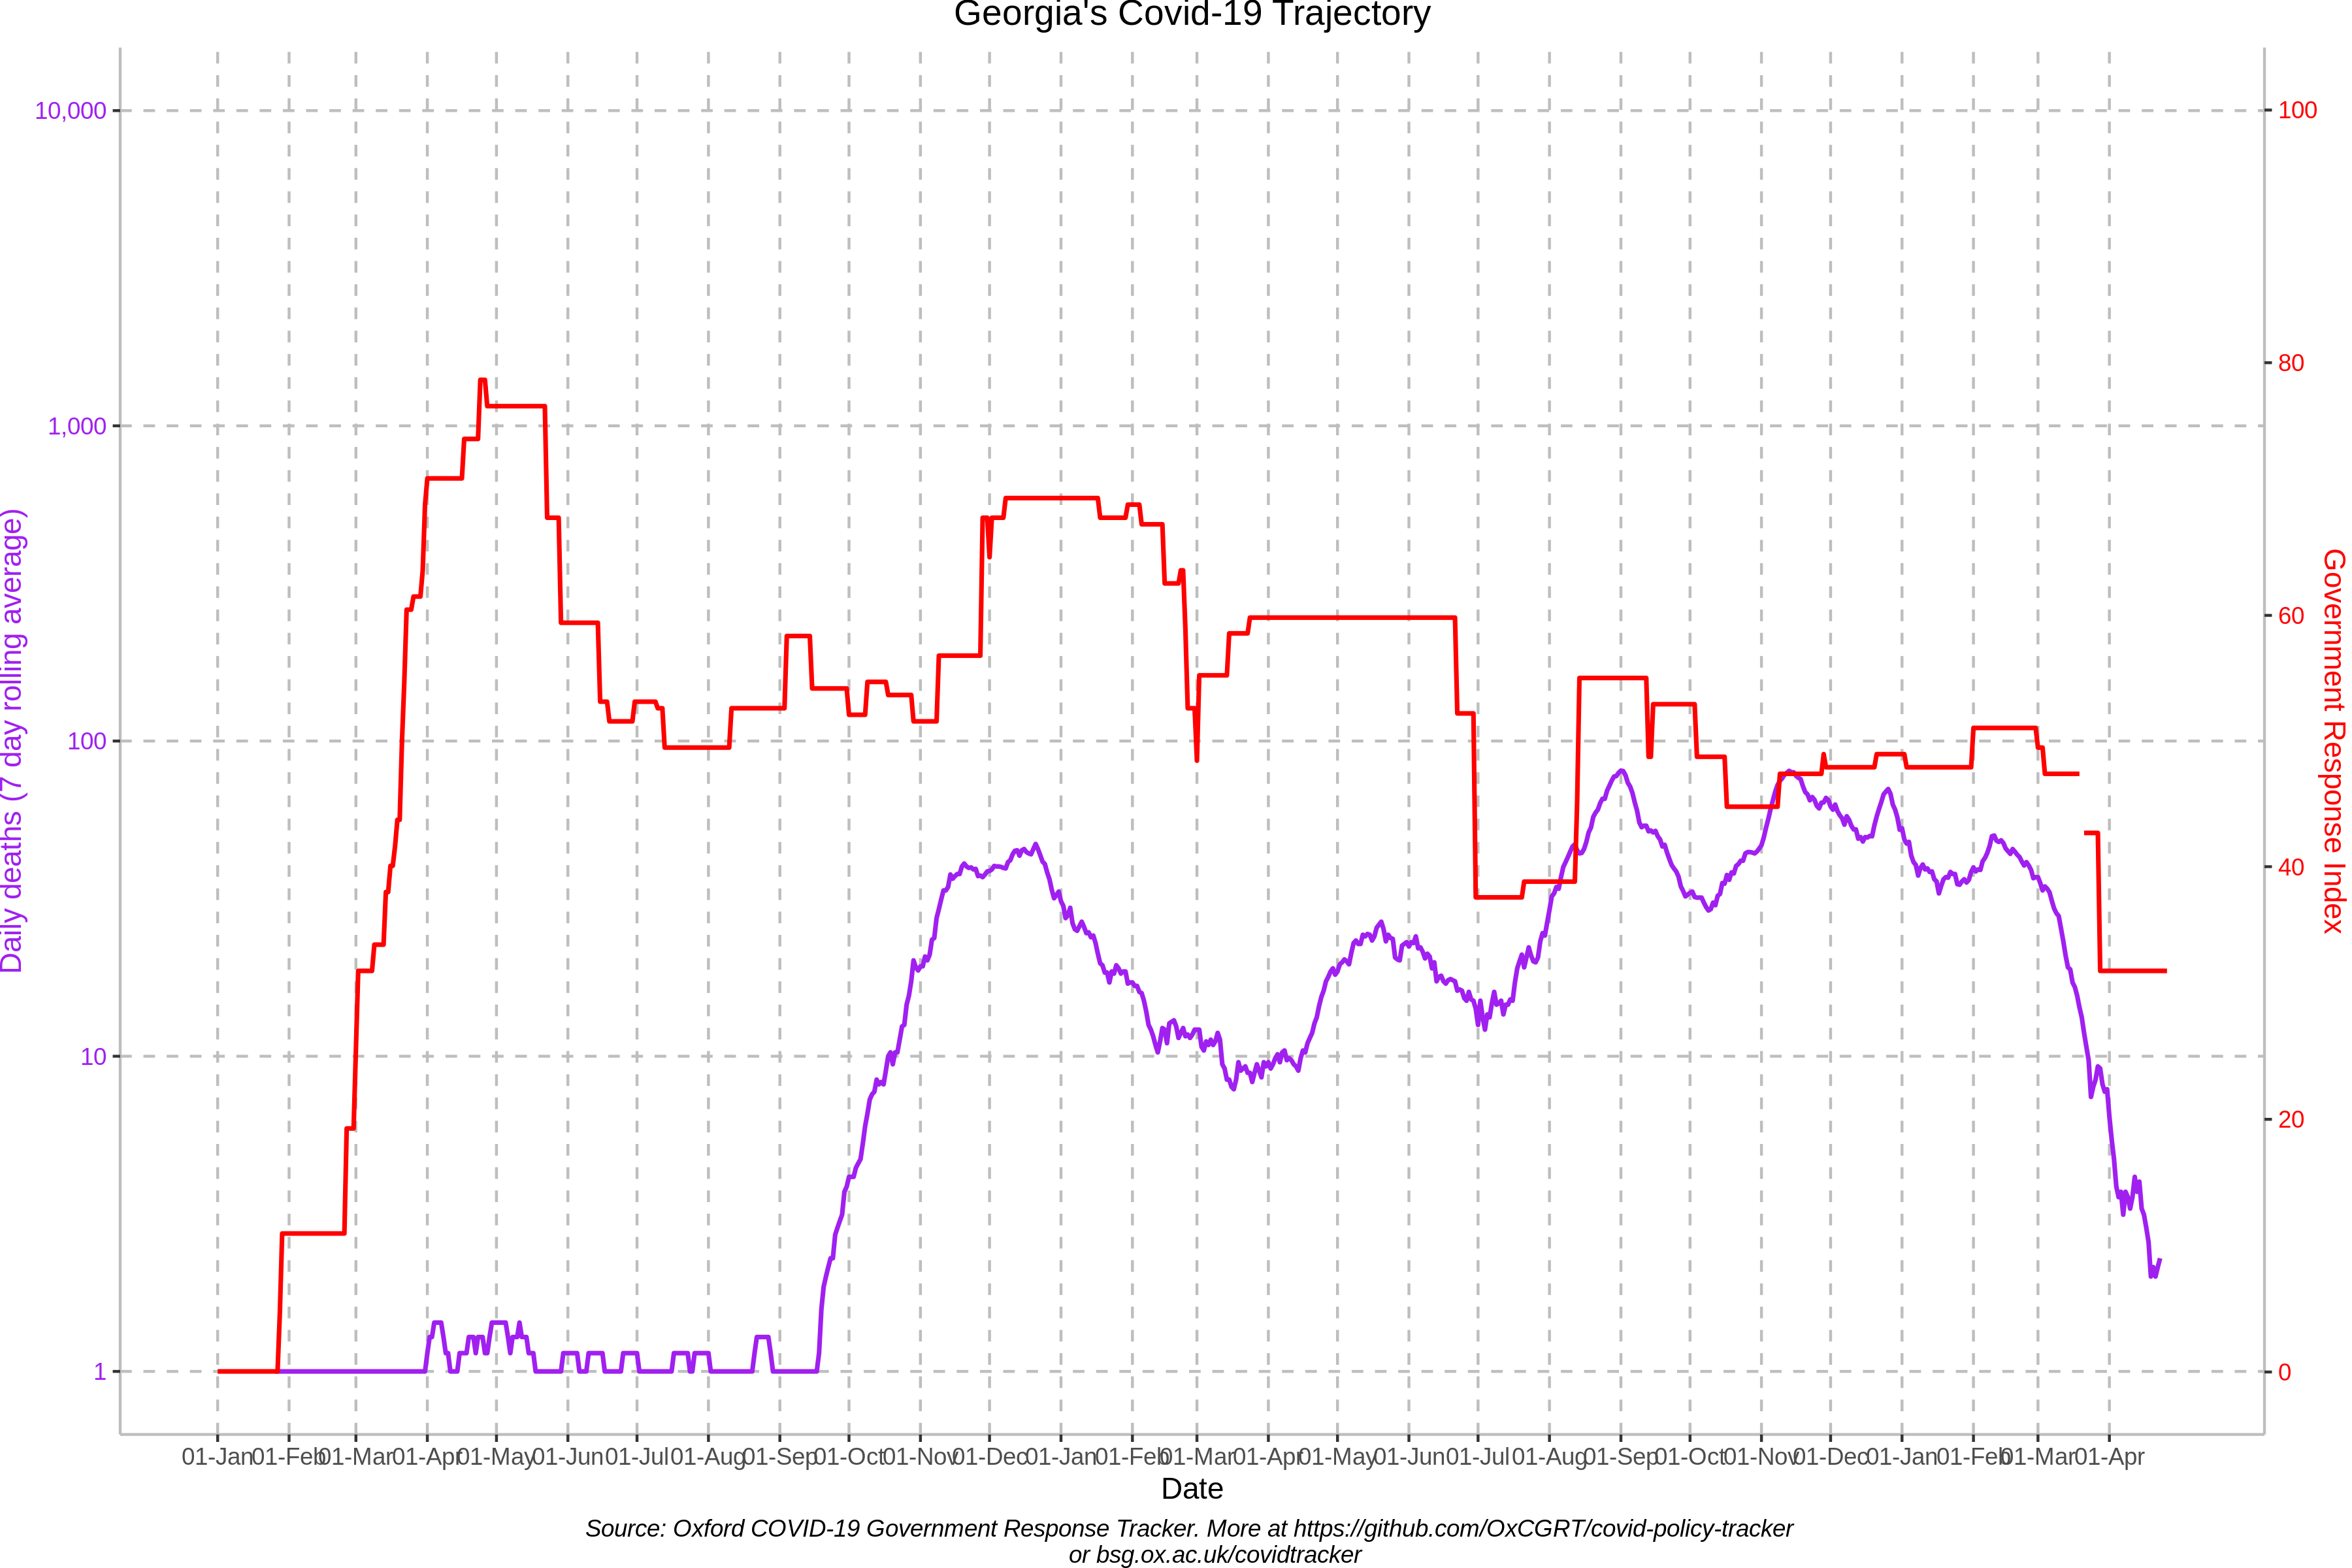 Georgia's Covid-19 Trajectory
10,000
1,000
100
10
1
Daily deaths (7 day rolling average)
100
80
60
40
20
0
Government Response Index
01-Jan 01-Feb 01-Mar 01-Apr 01-May 01-Jun 01-Jul 01-Aug 01-Sep 01-Oct 01-Nov 01-Dec 01-Jan 01-Feb 01-Mar 01-Apr 01-May 01-Jun 01-Jul 01-Aug 01-Sep 01-Oct 01-Nov 01-Dec 01-Jan 01-Feb 01-Mar 01-Apr
Date
Source: Oxford COVID-19 Government Response Tracker. More at https://github.com/OxCGRT/covid-policy-tracker
or bsg.ox.ac.uk/covidtracker